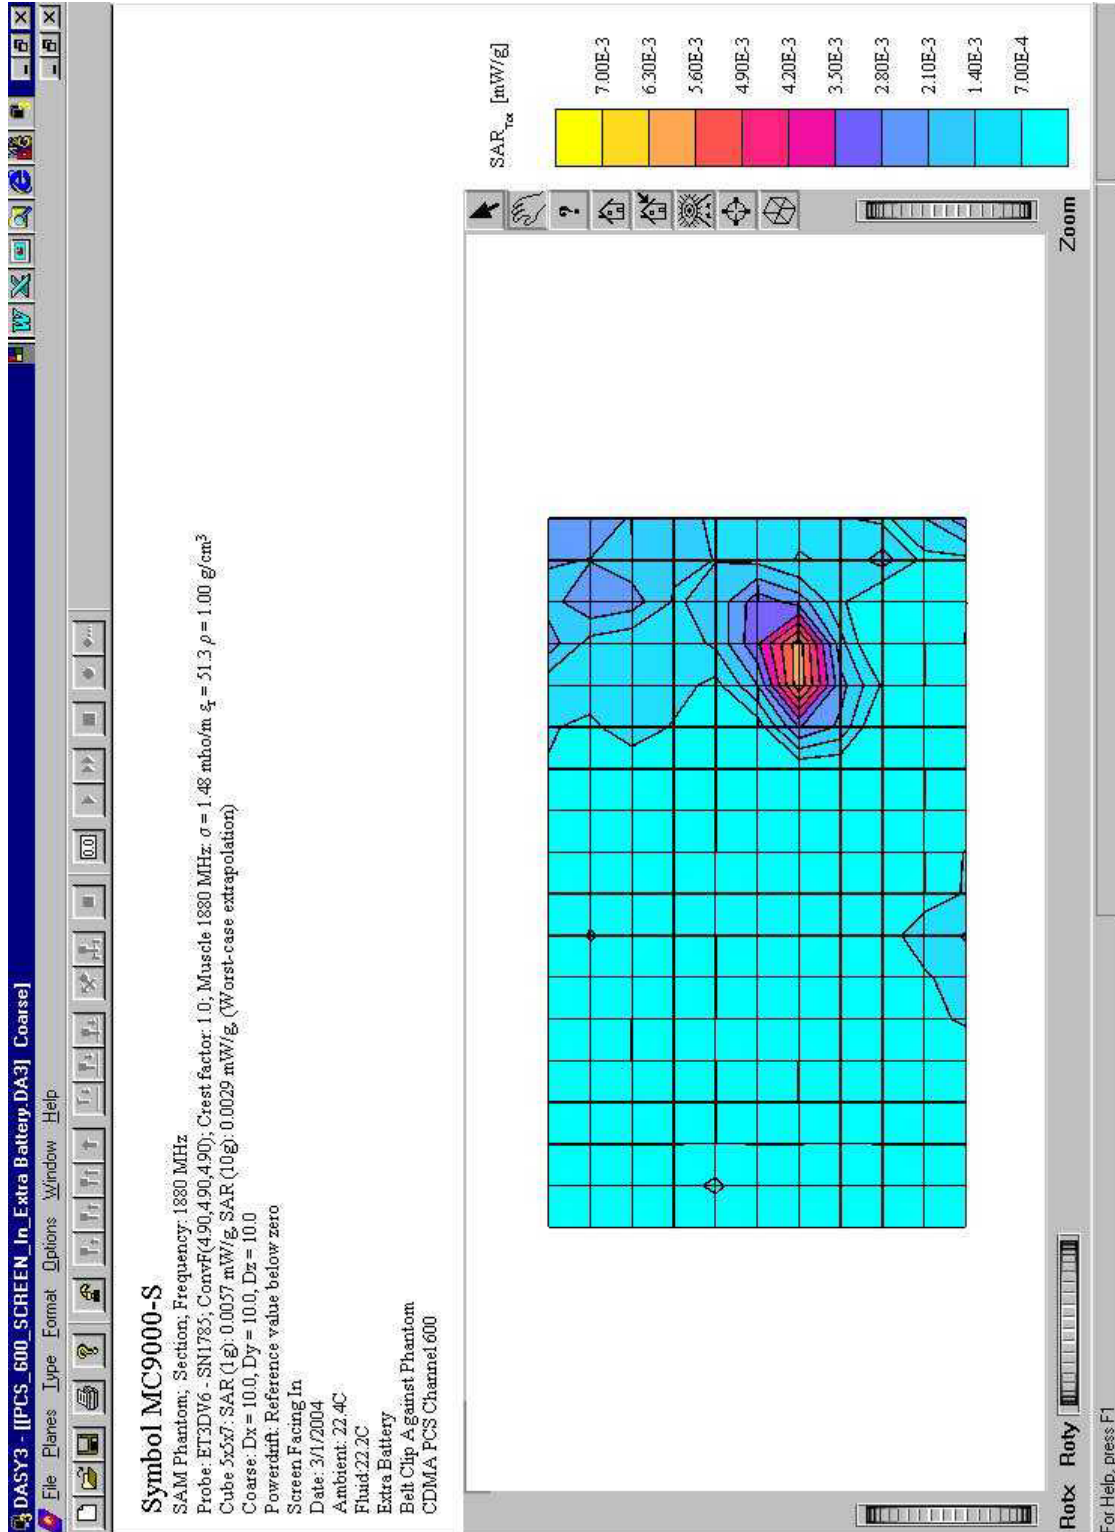 DASY3 - [[PCS_600_SCREEN_In_Extra Battery.DA3] Coarse]
File Planes Type Format Options Window Help
Symbol MC9000-S
SAM Phantom; Section; Frequency: 1880 MHz
Probe: ET3DV6 - SN1785; ConvF(4.90,4.90,4.90); Crest factor: 1.0; Muscle 1880 MHz: σ = 1.48 mho/m εr = 51.3 ρ = 1.00 g/cm³
Cube 5x5x7: SAR (1g): 0.0057 mW/g, SAR (10g): 0.0029 mW/g, (Worst-case extrapolation)
Coarse: Dx = 10.0, Dy = 10.0, Dz = 10.0
Powerdrift: Reference value below zero
Screen Facing In
Date: 3/1/2004
Ambient: 22.4C
Fluid:22.2C
Extra Battery
Belt Clip Against Phantom
CDMA PCS Channel 600
SARTot [mW/g]
7.00E-3
6.30E-3
5.60E-3
4.90E-3
4.20E-3
3.50E-3
2.80E-3
2.10E-3
1.40E-3
7.00E-4
Rotx Roty Zoom
For Help, press F1